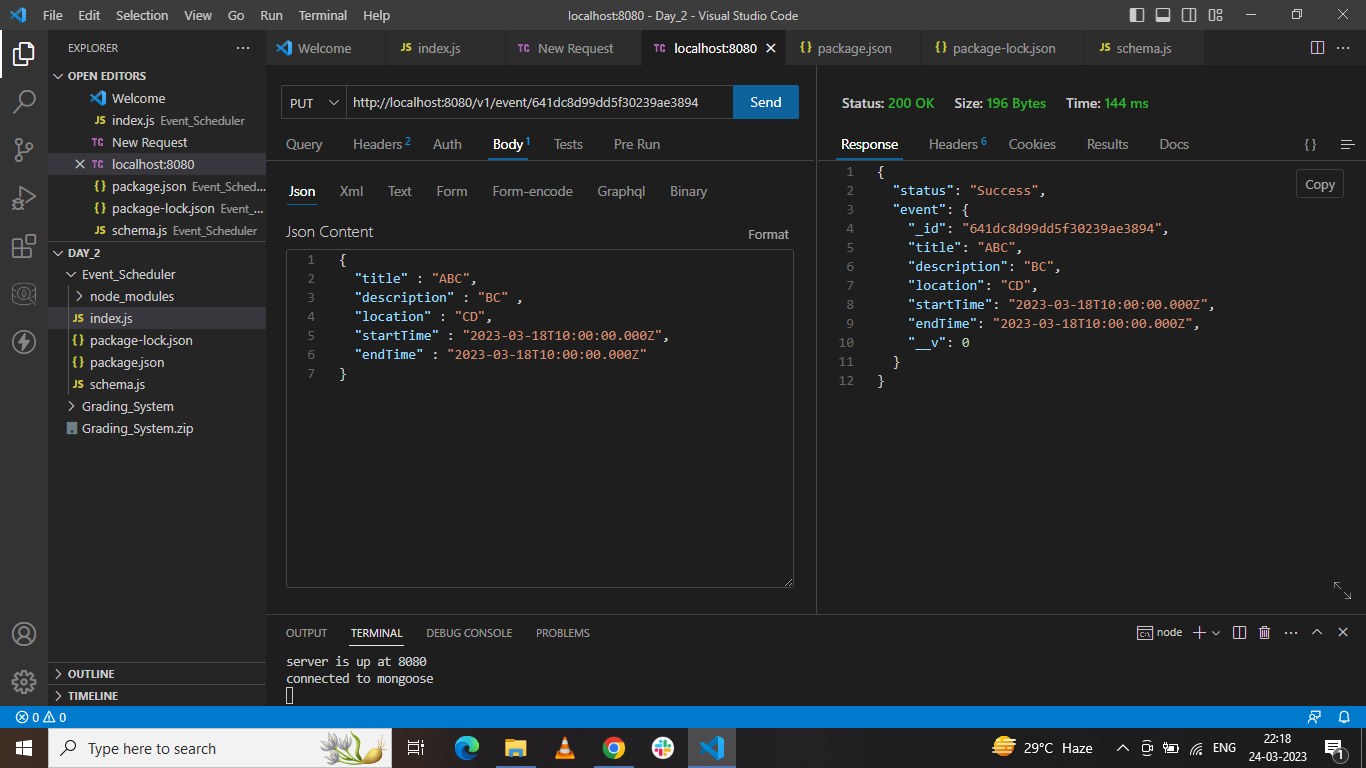 File Edit Selection View Go Run Terminal Help localhost:8080 - Day_2 - Visual Studio Code
EXPLORER
OPEN EDITORS
Welcome
JS index.js Event_Scheduler
TC New Request
TC localhost:8080
{} package.json Event_Sched...
{} package-lock.json Event_...
JS schema.js Event_Scheduler
DAY_2
Event_Scheduler
node_modules
JS index.js
{} package-lock.json
{} package.json
JS schema.js
Grading_System
Grading_System.zip
OUTLINE
TIMELINE
Welcome JS index.js TC New Request TC localhost:8080 {} package.json {} package-lock.json JS schema.js
PUT http://localhost:8080/v1/event/641dc8d99dd5f30239ae3894 Send
Query Headers 2 Auth Body 1 Tests Pre Run
Json Xml Text Form Form-encode Graphql Binary
Json Content Format
1 {
2 "title" : "ABC",
3 "description" : "BC" ,
4 "location" : "CD",
5 "startTime" : "2023-03-18T10:00:00.000Z",
6 "endTime" : "2023-03-18T10:00:00.000Z"
7 }
Status: 200 OK Size: 196 Bytes Time: 144 ms
Response Headers 6 Cookies Results Docs {}
Copy
1 {
2 "status": "Success",
3 "event": {
4 "_id": "641dc8d99dd5f30239ae3894",
5 "title": "ABC",
6 "description": "BC",
7 "location": "CD",
8 "startTime": "2023-03-18T10:00:00.000Z",
9 "endTime": "2023-03-18T10:00:00.000Z",
10 "__v": 0
11 }
12 }
OUTPUT TERMINAL DEBUG CONSOLE PROBLEMS node
server is up at 8080
connected to mongoose
0 0
Type here to search 29°C Haze ENG 22:18
24-03-2023 1